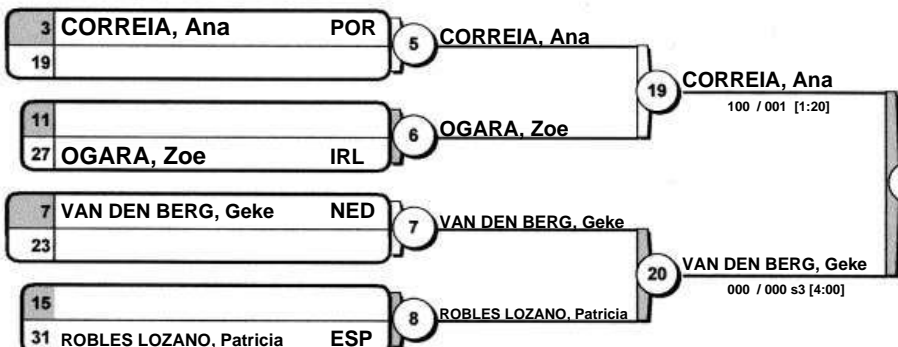 3 CORREIA, Ana POR
19
5 CORREIA, Ana
11
27 OGARA, Zoe IRL
6 OGARA, Zoe
19 CORREIA, Ana
100 / 001 [1:20]
7 VAN DEN BERG, Geke NED
23
7 VAN DEN BERG, Geke
15
31 ROBLES LOZANO, Patricia ESP
8 ROBLES LOZANO, Patricia
20 VAN DEN BERG, Geke
000 / 000 s3 [4:00]